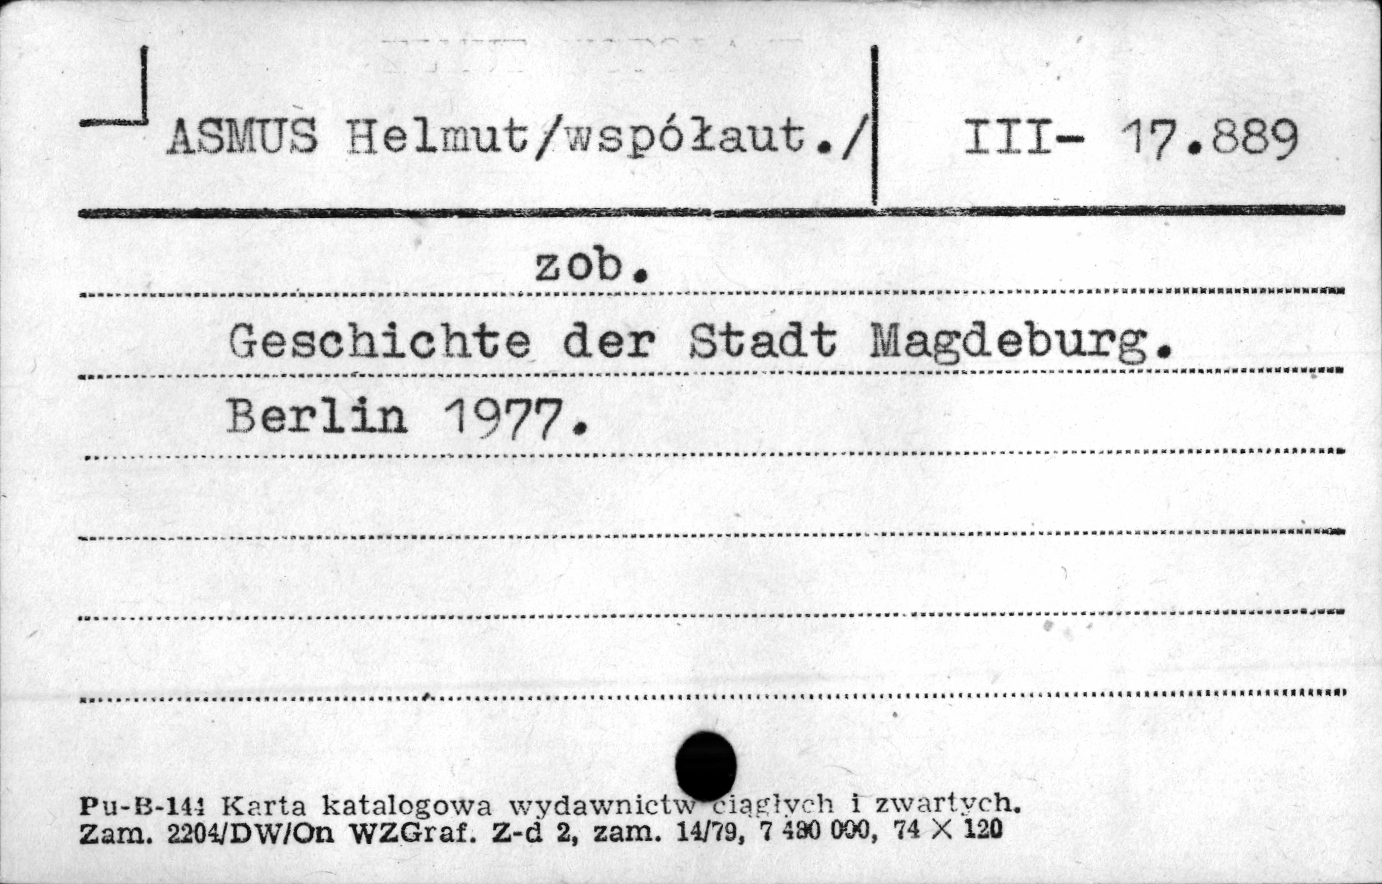 ASMUS Helmut/współaut./ III- 17.889
zob.
Geschichte der Stadt Magdeburg.
Berlin 1977.
Pu-B-144 Karta katalogowa wydawnictw ciągłych i zwartych.
Zam. 2204/DW/On WZGraf. Z-d 2, zam. 14/79, 7 480 000, 74 X 120